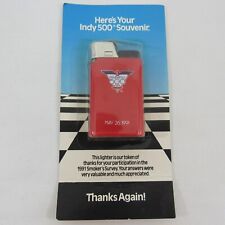 Here's Your
Indy 500® Souvenir.
MAY 26, 1991
This lighter is our token of
thanks for your participation in the
1991 Smoker's Survey. Your answers were
very valuable and much appreciated.
Thanks Again!